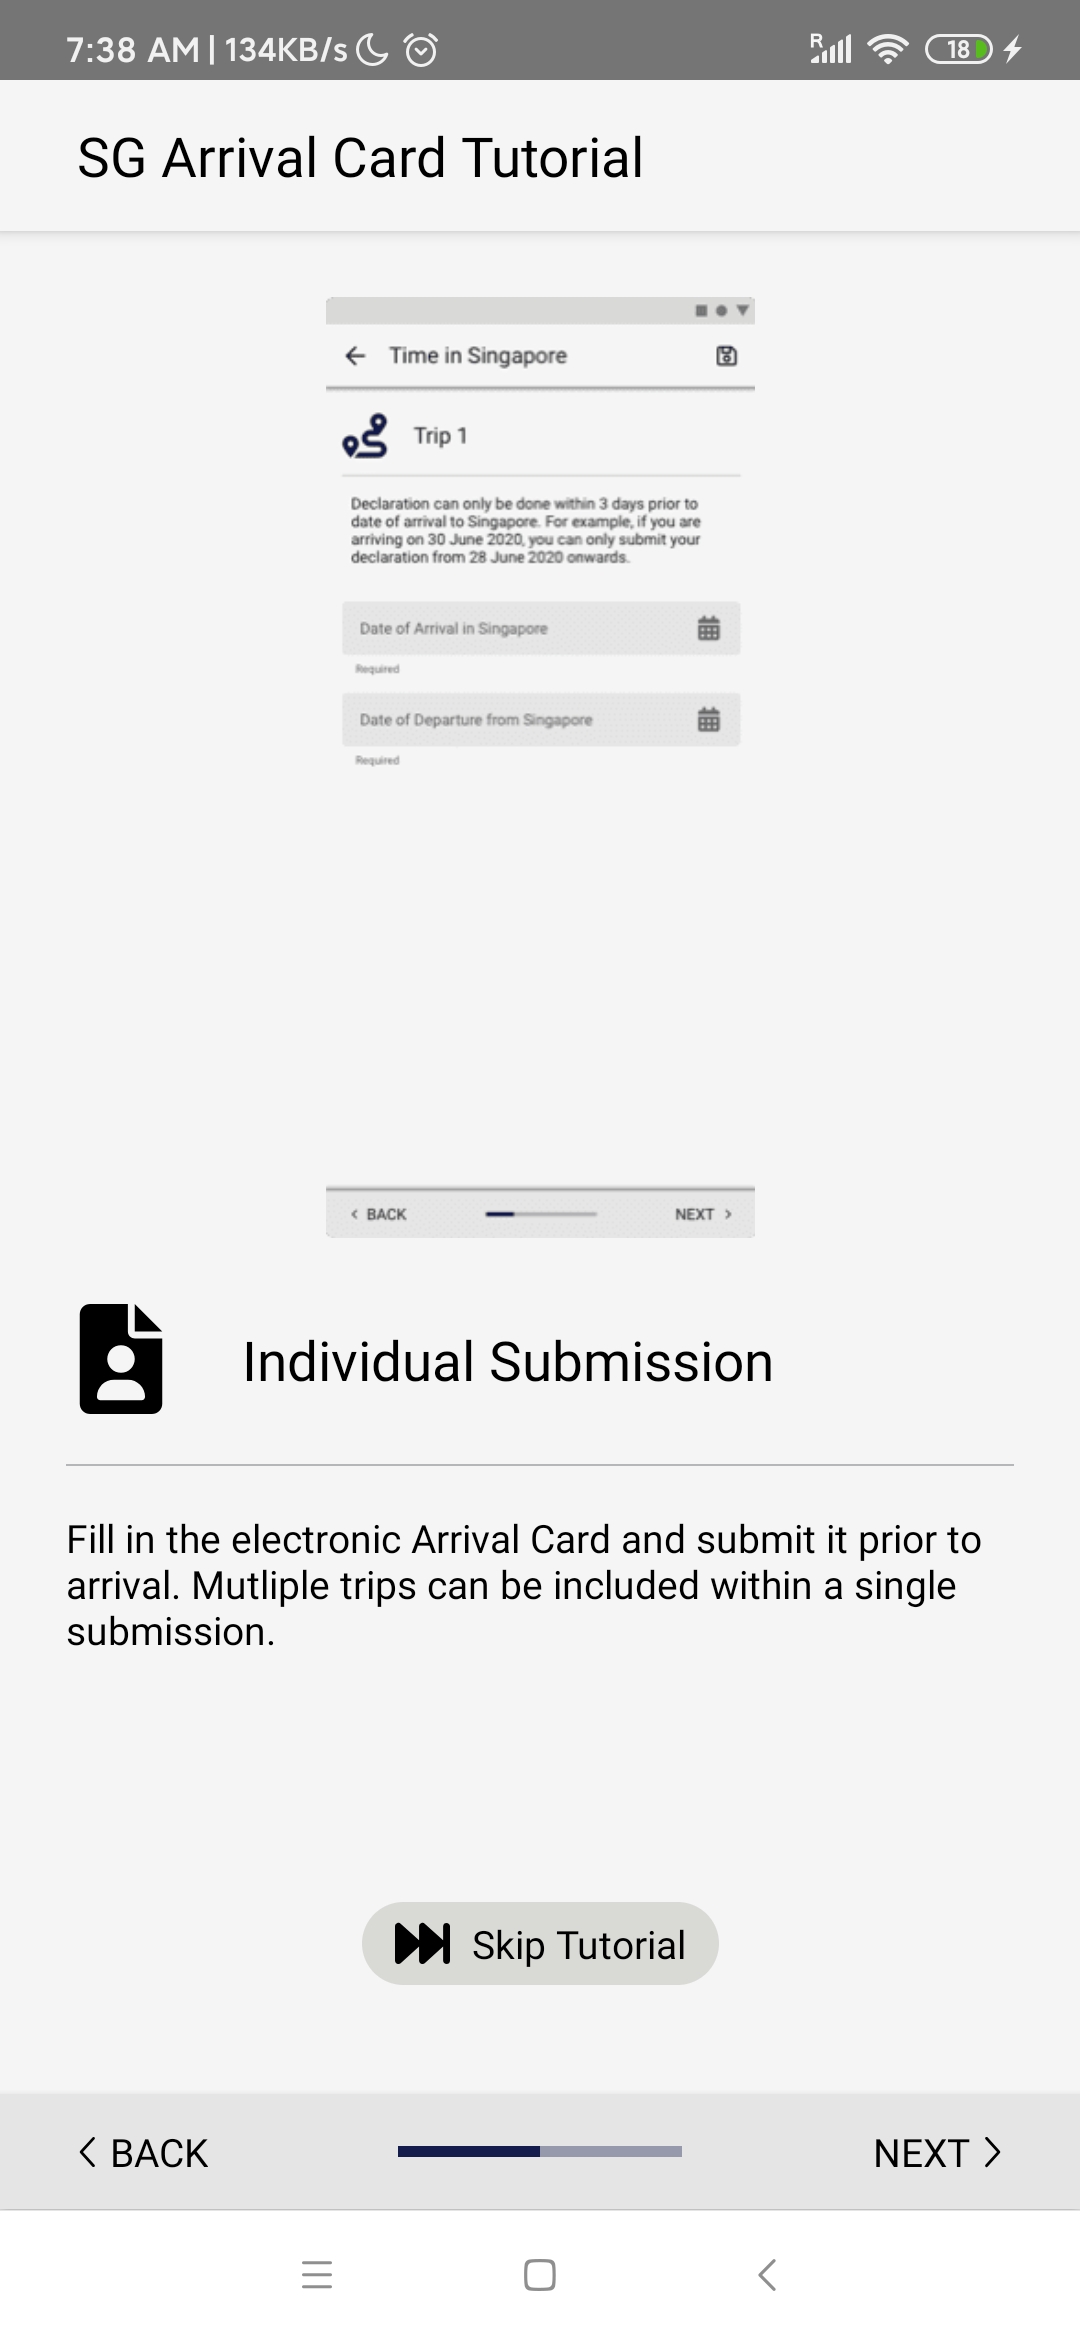 7:38 AM | 134KB/s
R
18
SG Arrival Card Tutorial
Time in Singapore
Trip 1
Declaration can only be done within 3 days prior to
date of arrival to Singapore. For example, if you are
arriving on 30 June 2020, you can only submit your
declaration from 28 June 2020 onwards.
Date of Arrival in Singapore
Required
Date of Departure from Singapore
Required
BACK
NEXT
Individual Submission
Fill in the electronic Arrival Card and submit it prior to
arrival. Mutliple trips can be included within a single
submission.
Skip Tutorial
BACK
NEXT